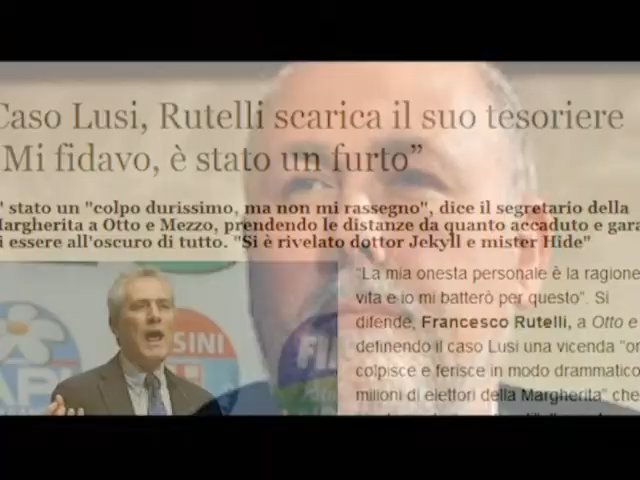 Caso Lusi, Rutelli scarica il suo tesoriere
Mi fidavo, è stato un furto”
' stato un "colpo durissimo, ma non mi rassegno", dice il segretario della
Margherita a Otto e Mezzo, prendendo le distanze da quanto accaduto e gara
i essere all'oscuro di tutto. "Si è rivelato dottor Jekyll e mister Hide"
“La mia onesta personale è la ragione
vita e io mi batterò per questo”. Si
difende, Francesco Rutelli, a Otto e
definendo il caso Lusi una vicenda “or
colpisce e ferisce in modo drammatico
milioni di elettori della Margherita” che
API
SINI